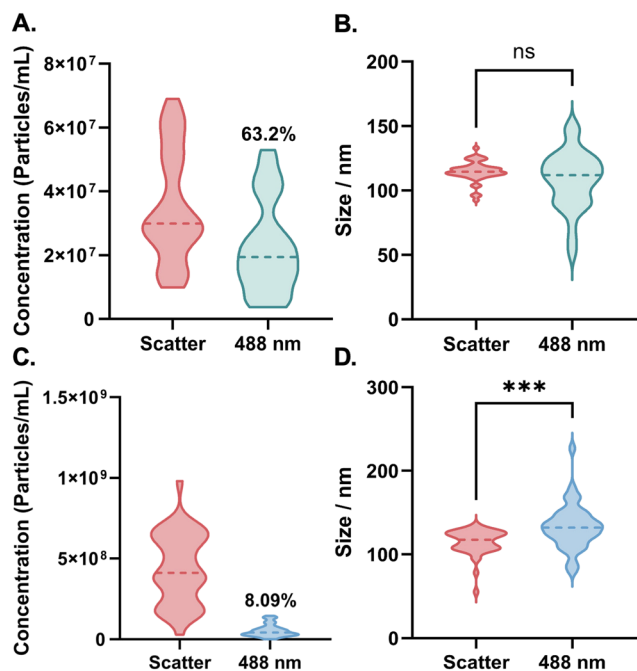 A.
Concentration (Particles/mL)
8×10⁷
6×10⁷
4×10⁷
2×10⁷
0
63.2%
Scatter
488 nm
B.
Size / nm
200
150
100
50
0
ns
Scatter
488 nm
C.
Concentration (Particles/mL)
1.5×10⁹
1×10⁹
5×10⁸
0
8.09%
Scatter
488 nm
D.
Size / nm
300
200
100
0
***
Scatter
488 nm